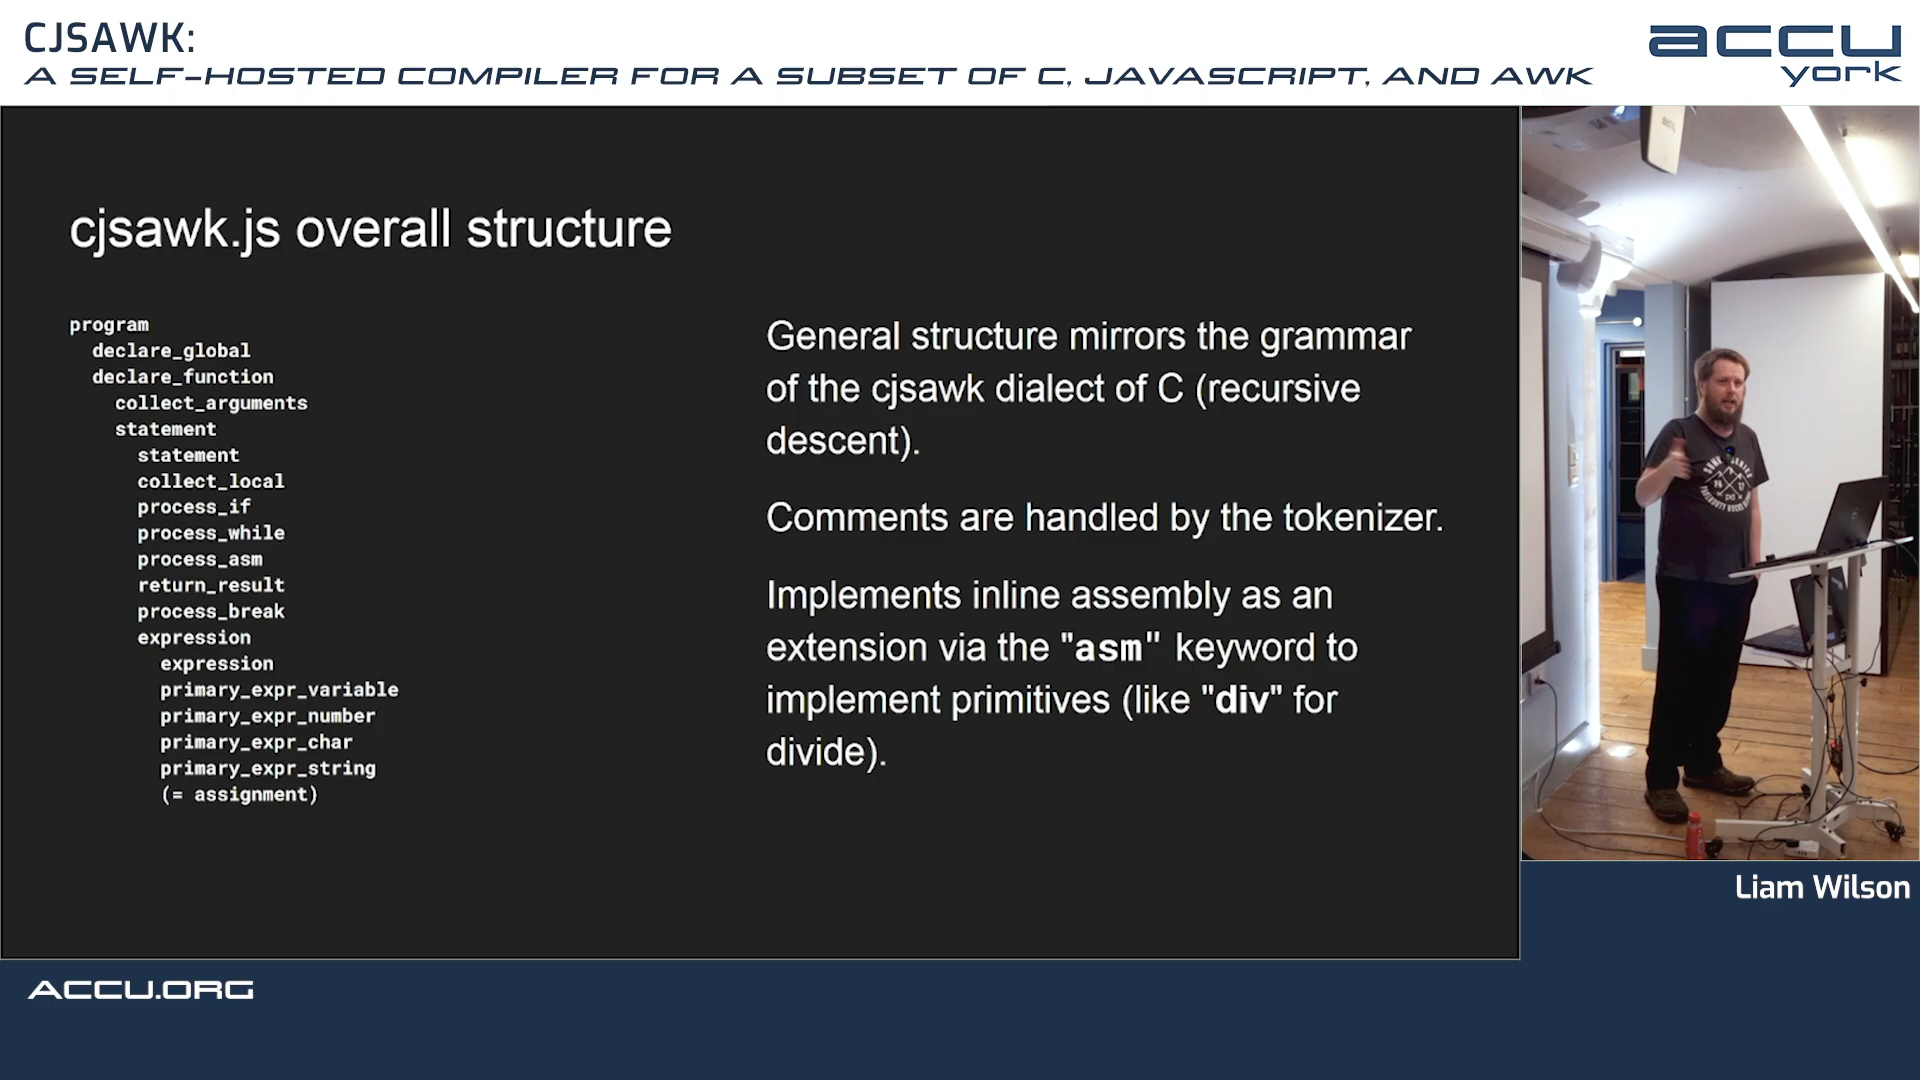 CJSAWK:
A SELF-HOSTED COMPILER FOR A SUBSET OF C, JAVASCRIPT, AND AWK
accu
york
cjsawk.js overall structure
program
declare_global
declare_function
collect_arguments
statement
statement
collect_local
process_if
process_while
process_asm
return_result
process_break
expression
expression
primary_expr_variable
primary_expr_number
primary_expr_char
primary_expr_string
(= assignment)
General structure mirrors the grammar
of the cjsawk dialect of C (recursive
descent).
Comments are handled by the tokenizer.
Implements inline assembly as an
extension via the "asm" keyword to
implement primitives (like "div" for
divide).
Liam Wilson
ACCU.ORG